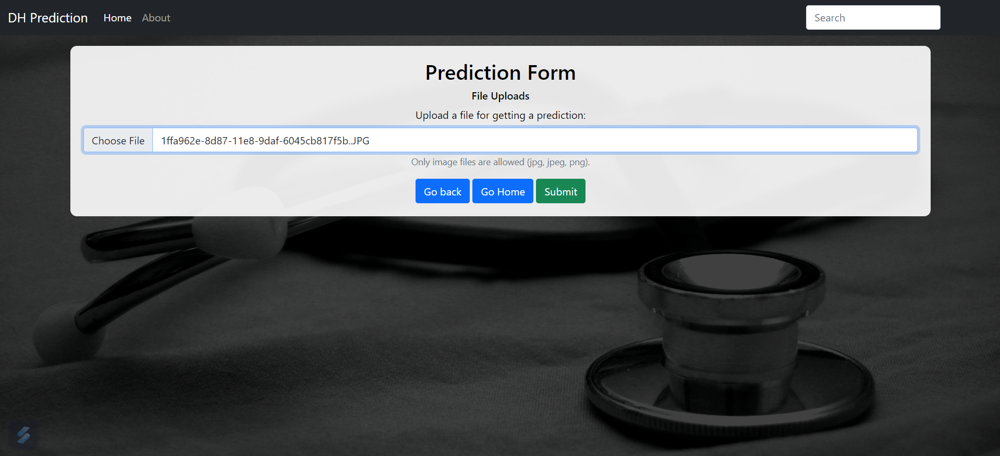 DH Prediction Home About Search
Prediction Form
File Uploads
Upload a file for getting a prediction:
Choose File 1ffa962e-8d87-11e8-9daf-6045cb817f5b..JPG
Only image files are allowed (jpg, jpeg, png).
Go back Go Home Submit